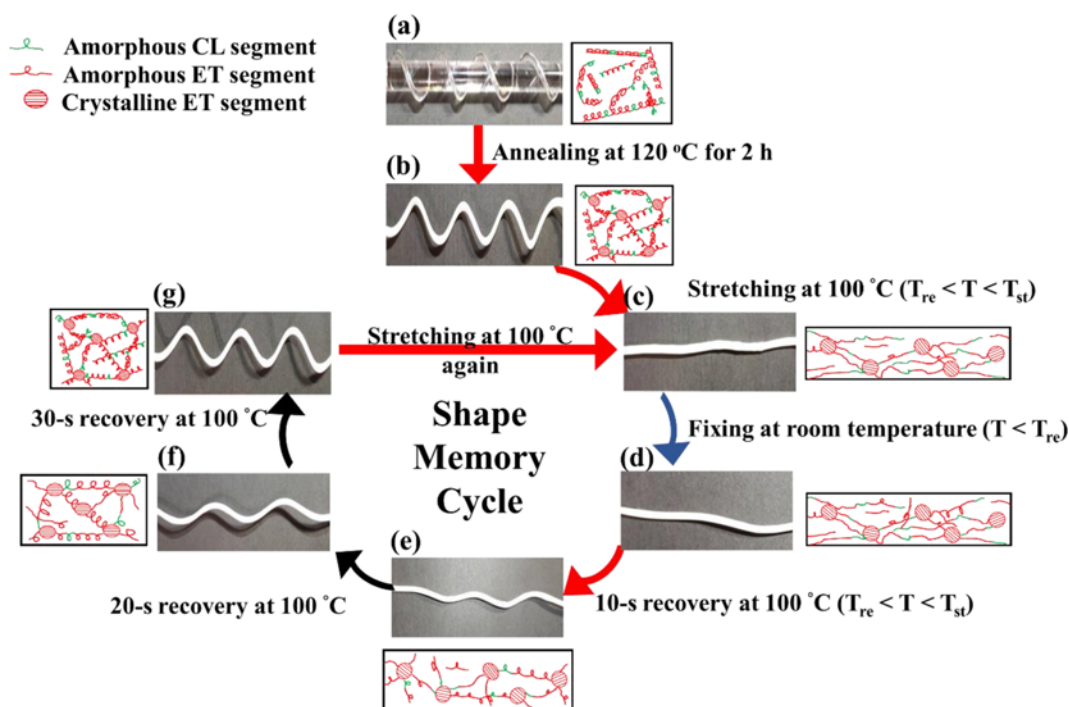 Amorphous CL segment
Amorphous ET segment
Crystalline ET segment
(a)
Annealing at 120 °C for 2 h
(b)
Stretching at 100 °C (Tre < T < Tst)
(c)
(g)
Stretching at 100 °C
again
30-s recovery at 100 °C
Shape
Memory
Cycle
Fixing at room temperature (T < Tre)
(f)
(d)
(e)
20-s recovery at 100 °C
10-s recovery at 100 °C (Tre < T < Tst)